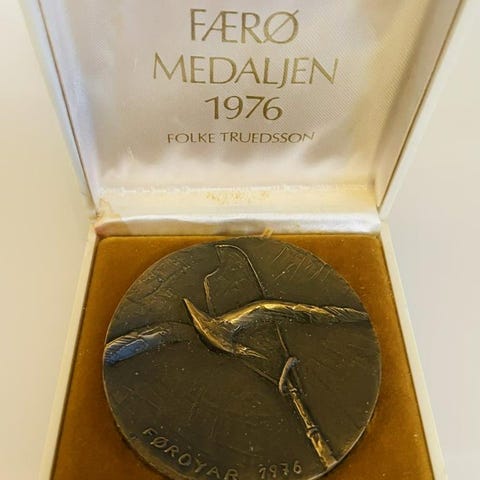 FÆRØ
MEDALJEN
1976
FOLKE TRUEDSSON
FØROYAR 1976